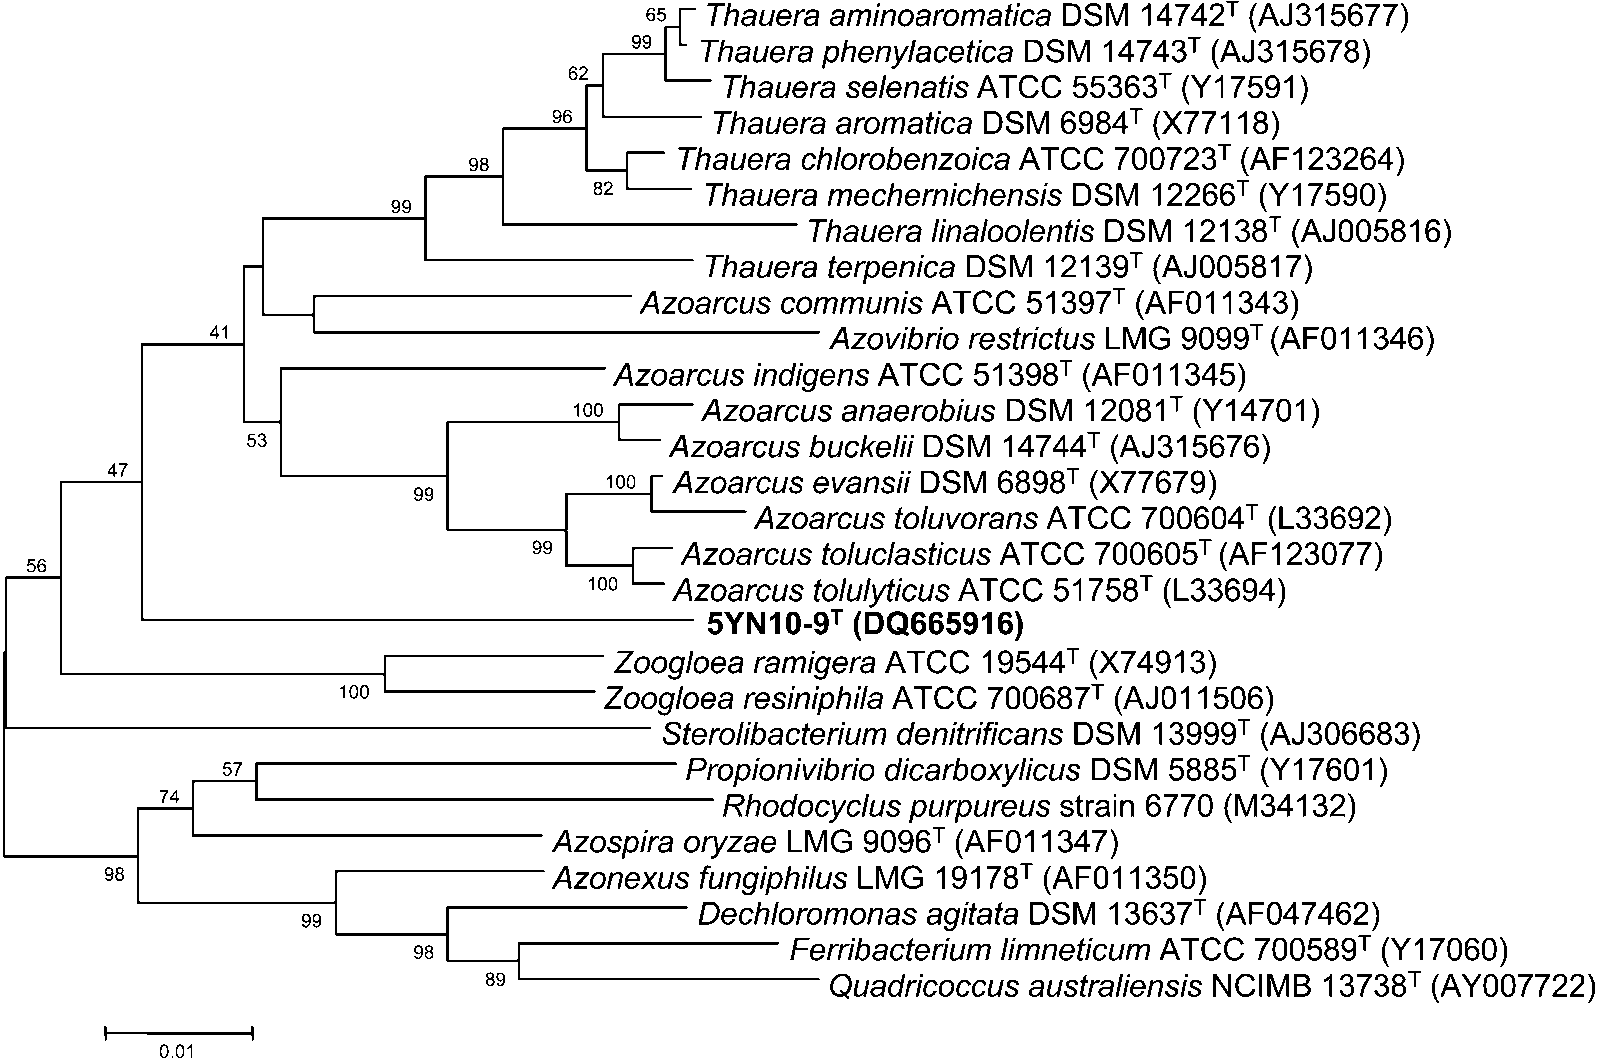 65
Thauera aminoaromatica DSM 14742T (AJ315677)
99
Thauera phenylacetica DSM 14743T (AJ315678)
62
Thauera selenatis ATCC 55363T (Y17591)
96
Thauera aromatica DSM 6984T (X77118)
98
Thauera chlorobenzoica ATCC 700723T (AF123264)
82
Thauera mechernichensis DSM 12266T (Y17590)
99
Thauera linaloolentis DSM 12138T (AJ005816)
Thauera terpenica DSM 12139T (AJ005817)
Azoarcus communis ATCC 51397T (AF011343)
41
Azovibrio restrictus LMG 9099T (AF011346)
Azoarcus indigens ATCC 51398T (AF011345)
100
Azoarcus anaerobius DSM 12081T (Y14701)
53
Azoarcus buckelii DSM 14744T (AJ315676)
47
100
Azoarcus evansii DSM 6898T (X77679)
99
Azoarcus toluvorans ATCC 700604T (L33692)
99
Azoarcus toluclasticus ATCC 700605T (AF123077)
56
100
Azoarcus tolulyticus ATCC 51758T (L33694)
5YN10-9T (DQ665916)
Zoogloea ramigera ATCC 19544T (X74913)
100
Zoogloea resiniphila ATCC 700687T (AJ011506)
Sterolibacterium denitrificans DSM 13999T (AJ306683)
57
Propionivibrio dicarboxylicus DSM 5885T (Y17601)
74
Rhodocyclus purpureus strain 6770 (M34132)
Azospira oryzae LMG 9096T (AF011347)
98
Azonexus fungiphilus LMG 19178T (AF011350)
99
Dechloromonas agitata DSM 13637T (AF047462)
98
Ferribacterium limneticum ATCC 700589T (Y17060)
89
Quadricoccus australiensis NCIMB 13738T (AY007722)
0.01